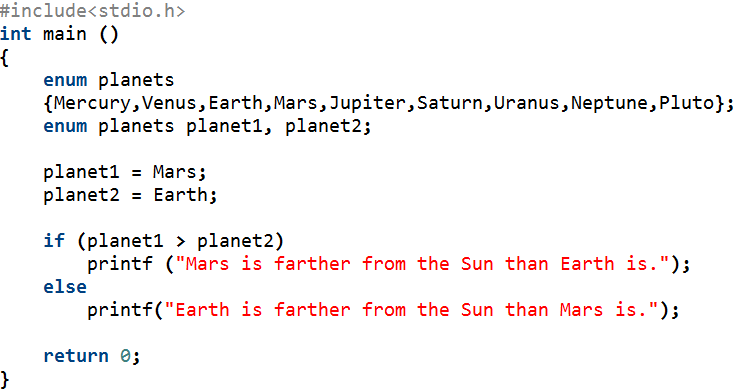 #include<stdio.h>
int main ()
{
    enum planets
    {Mercury,Venus,Earth,Mars,Jupiter,Saturn,Uranus,Neptune,Pluto};
    enum planets planet1, planet2;

    planet1 = Mars;
    planet2 = Earth;

    if (planet1 > planet2)
        printf ("Mars is farther from the Sun than Earth is.");
    else
        printf("Earth is farther from the Sun than Mars is.");

    return 0;
}